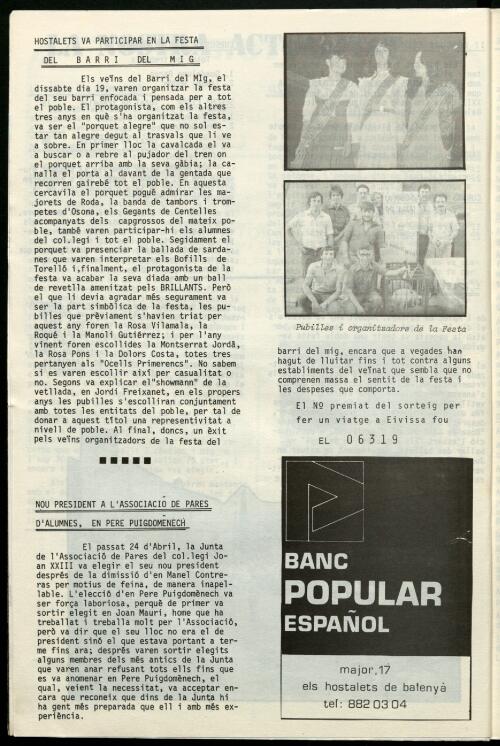 HOSTALETS VA PARTICIPAR EN LA FESTA
DEL BARRI DEL MIG
Els veïns del Barri del MIg, el
dissabte dia 19, varen organitzar la festa
del seu barri enfocada i pensada per a tot
el poble. El protagonista, com els altres
tres anys en què s'ha organitzat la festa,
va ser el "porquet alegre" que no sol es-
tar tan alegre degut al trasvals que li ve
a sobre. En primer lloc la cavalcada el va
a buscar o a rebre al pujador del tren on
el porquet arriba amb la seva gàbia; la ca-
nalla el porta al davant de la gentada que
recorren gairebé tot el poble. En aquesta
cercavila el porquet pogué admirar les ma-
jorets de Roda, la banda de tambors i trom-
petes d'Osona, els Gegants de Centelles
acompanyats dels capgrossos del mateix po-
ble, també varen participar-hi els alumnes
del col.legi i tot el poble. Segidament el
porquet va presenciar la ballada de sarda-
nes que varen interpretar els Bofills de
Torelló i,finalment, el protagonista de la
festa va acabar la seva diada amb un ball
de revetlla amenitzat pels BRILLANTS. Però
el que li devia agradar més segurament va
ser la part simbòlica de la festa, les pu-
billes que prèviament s'havien triat per
aquest any foren la Rosa Vilamala, la
Roqué i la Manoli Gutiérrez; i per l'any
vinent foren escollides la Montserrat Jordà,
la Rosa Pons i la Dolors Costa, totes tres
pertanyen als "Ocells Primerencs". No sabem
si es varen escollir així per casualitat o
no. Segons va explicar el"showmann" de la
vetllada, en Jordi Freixanet, en els propers
anys les pubilles s'escolliran conjuntament
amb totes les entitats del poble, per tal de
donar a aquest títol una representivitat a
nivell de poble. Al final, doncs, un èxit
pels veïns organitzadors de la festa del
NOU PRESIDENT A L'ASSOCIACIÓ DE PARES
D'ALUMNES, EN PERE PUIGDOMÈNECH
El passat 24 d'Abril, la Junta
de l'Associació de Pares del col.legi Jo-
an XXIII va elegir el seu nou president
després de la dimissió d'en Manel Contre-
ras per motius de feina, de manera inapel-
lable. L'elecció d'en Pere Puigdomènech va
ser força laboriosa, perquè de primer va
sortir elegit en Joan Mauri, home que ha
treballat i treballa molt per l'Associació,
però va dir que el seu lloc no era el de
president sinó el que estava portant a ter-
me fins ara; després varen sortir elegits
alguns membres dels més antics de la Junta
que varen anar refusant tots ells fins que
es va anomenar en Pere Puigdomènech, el
qual, veient la necessitat, va acceptar en-
cara que reconeix que dins de la Junta hi
ha gent més preparada que ell i amb més ex-
periència.
Pubilles i organitzadors de la Festa
barri del mig, encara que a vegades han
hagut de lluitar fins i tot contra alguns
establiments del veïnat que sembla que no
comprenen massa el sentit de la festa i
les despeses que comporta.
El Nº premiat del sorteig per
fer un viatge a Eivissa fou
EL 06319
BANC
POPULAR
ESPAÑOL
major,17
els hostalets de balenyà
tel: 882 03 04